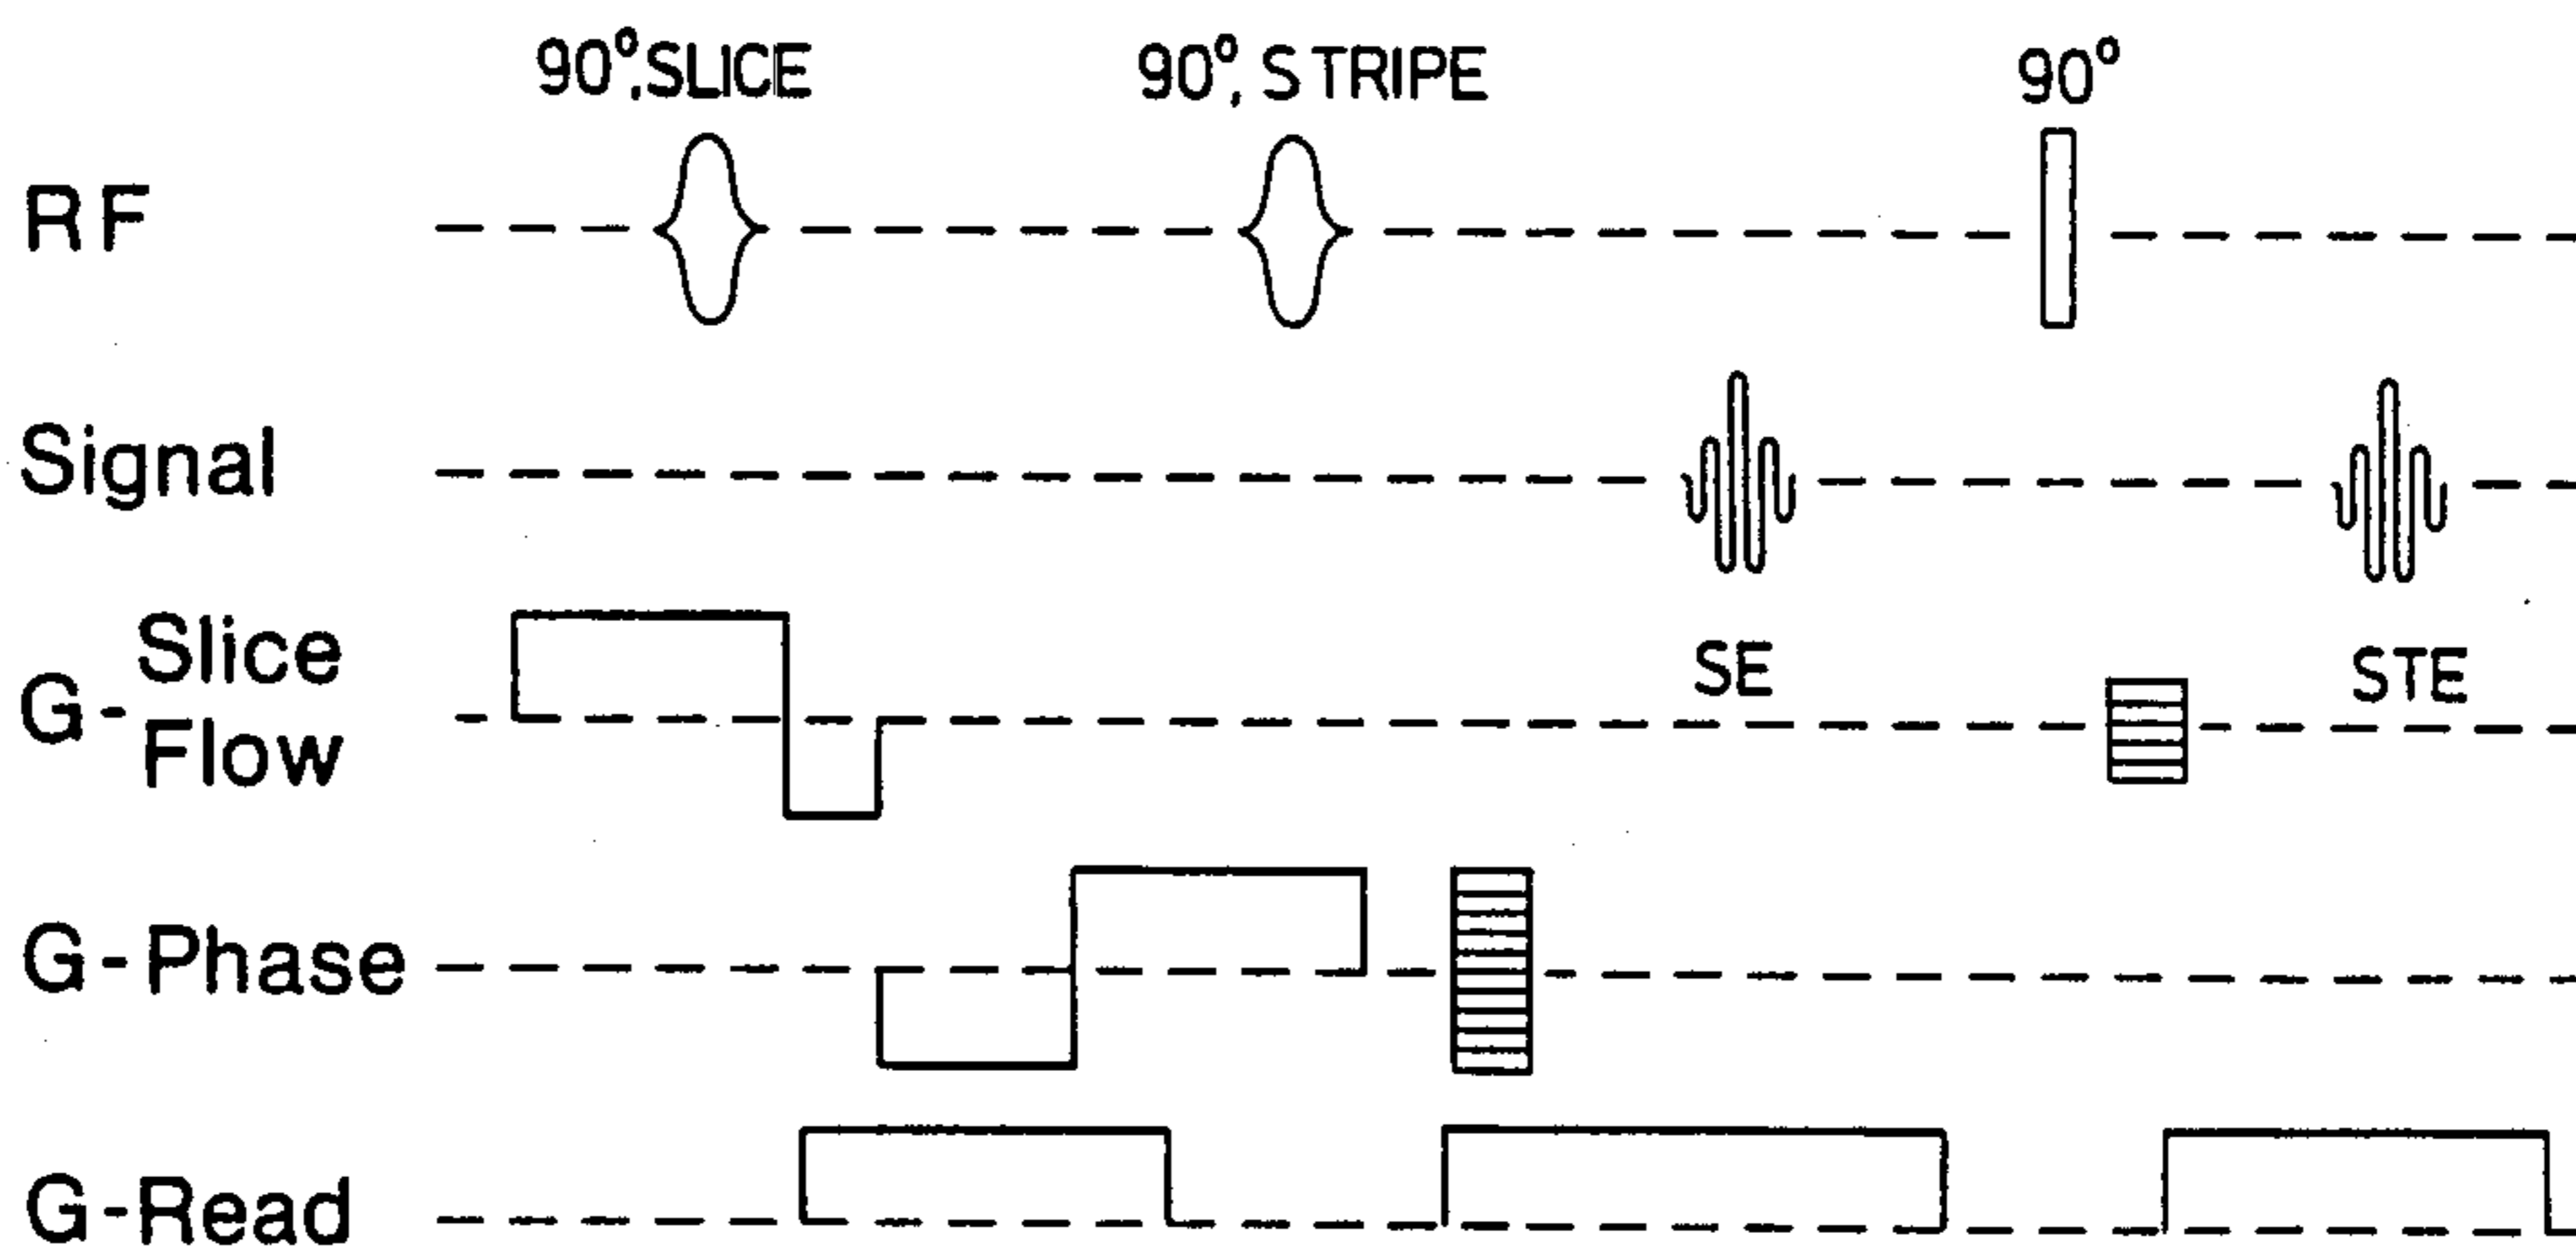 90°,SLICE 90°, STRIPE 90°
RF
Signal
G- Slice Flow
SE STE
G-Phase
G-Read